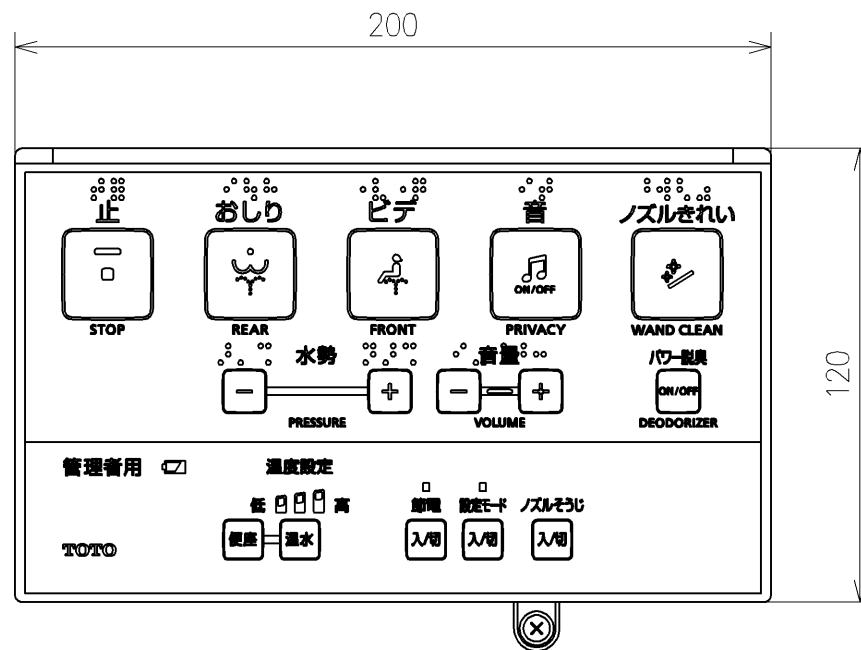 200
120
止 おしり ビデ 音 ノズルきれい
ON/OFF
STOP REAR FRONT PRIVACY WAND CLEAN
水勢 音量 パワー脱臭
− + − + ON/OFF
PRESSURE VOLUME DEODORIZER
管理者用 温度設定
低 高 節電 設定モード ノズルそうじ
便座 温水 入/切 入/切 入/切
TOTO